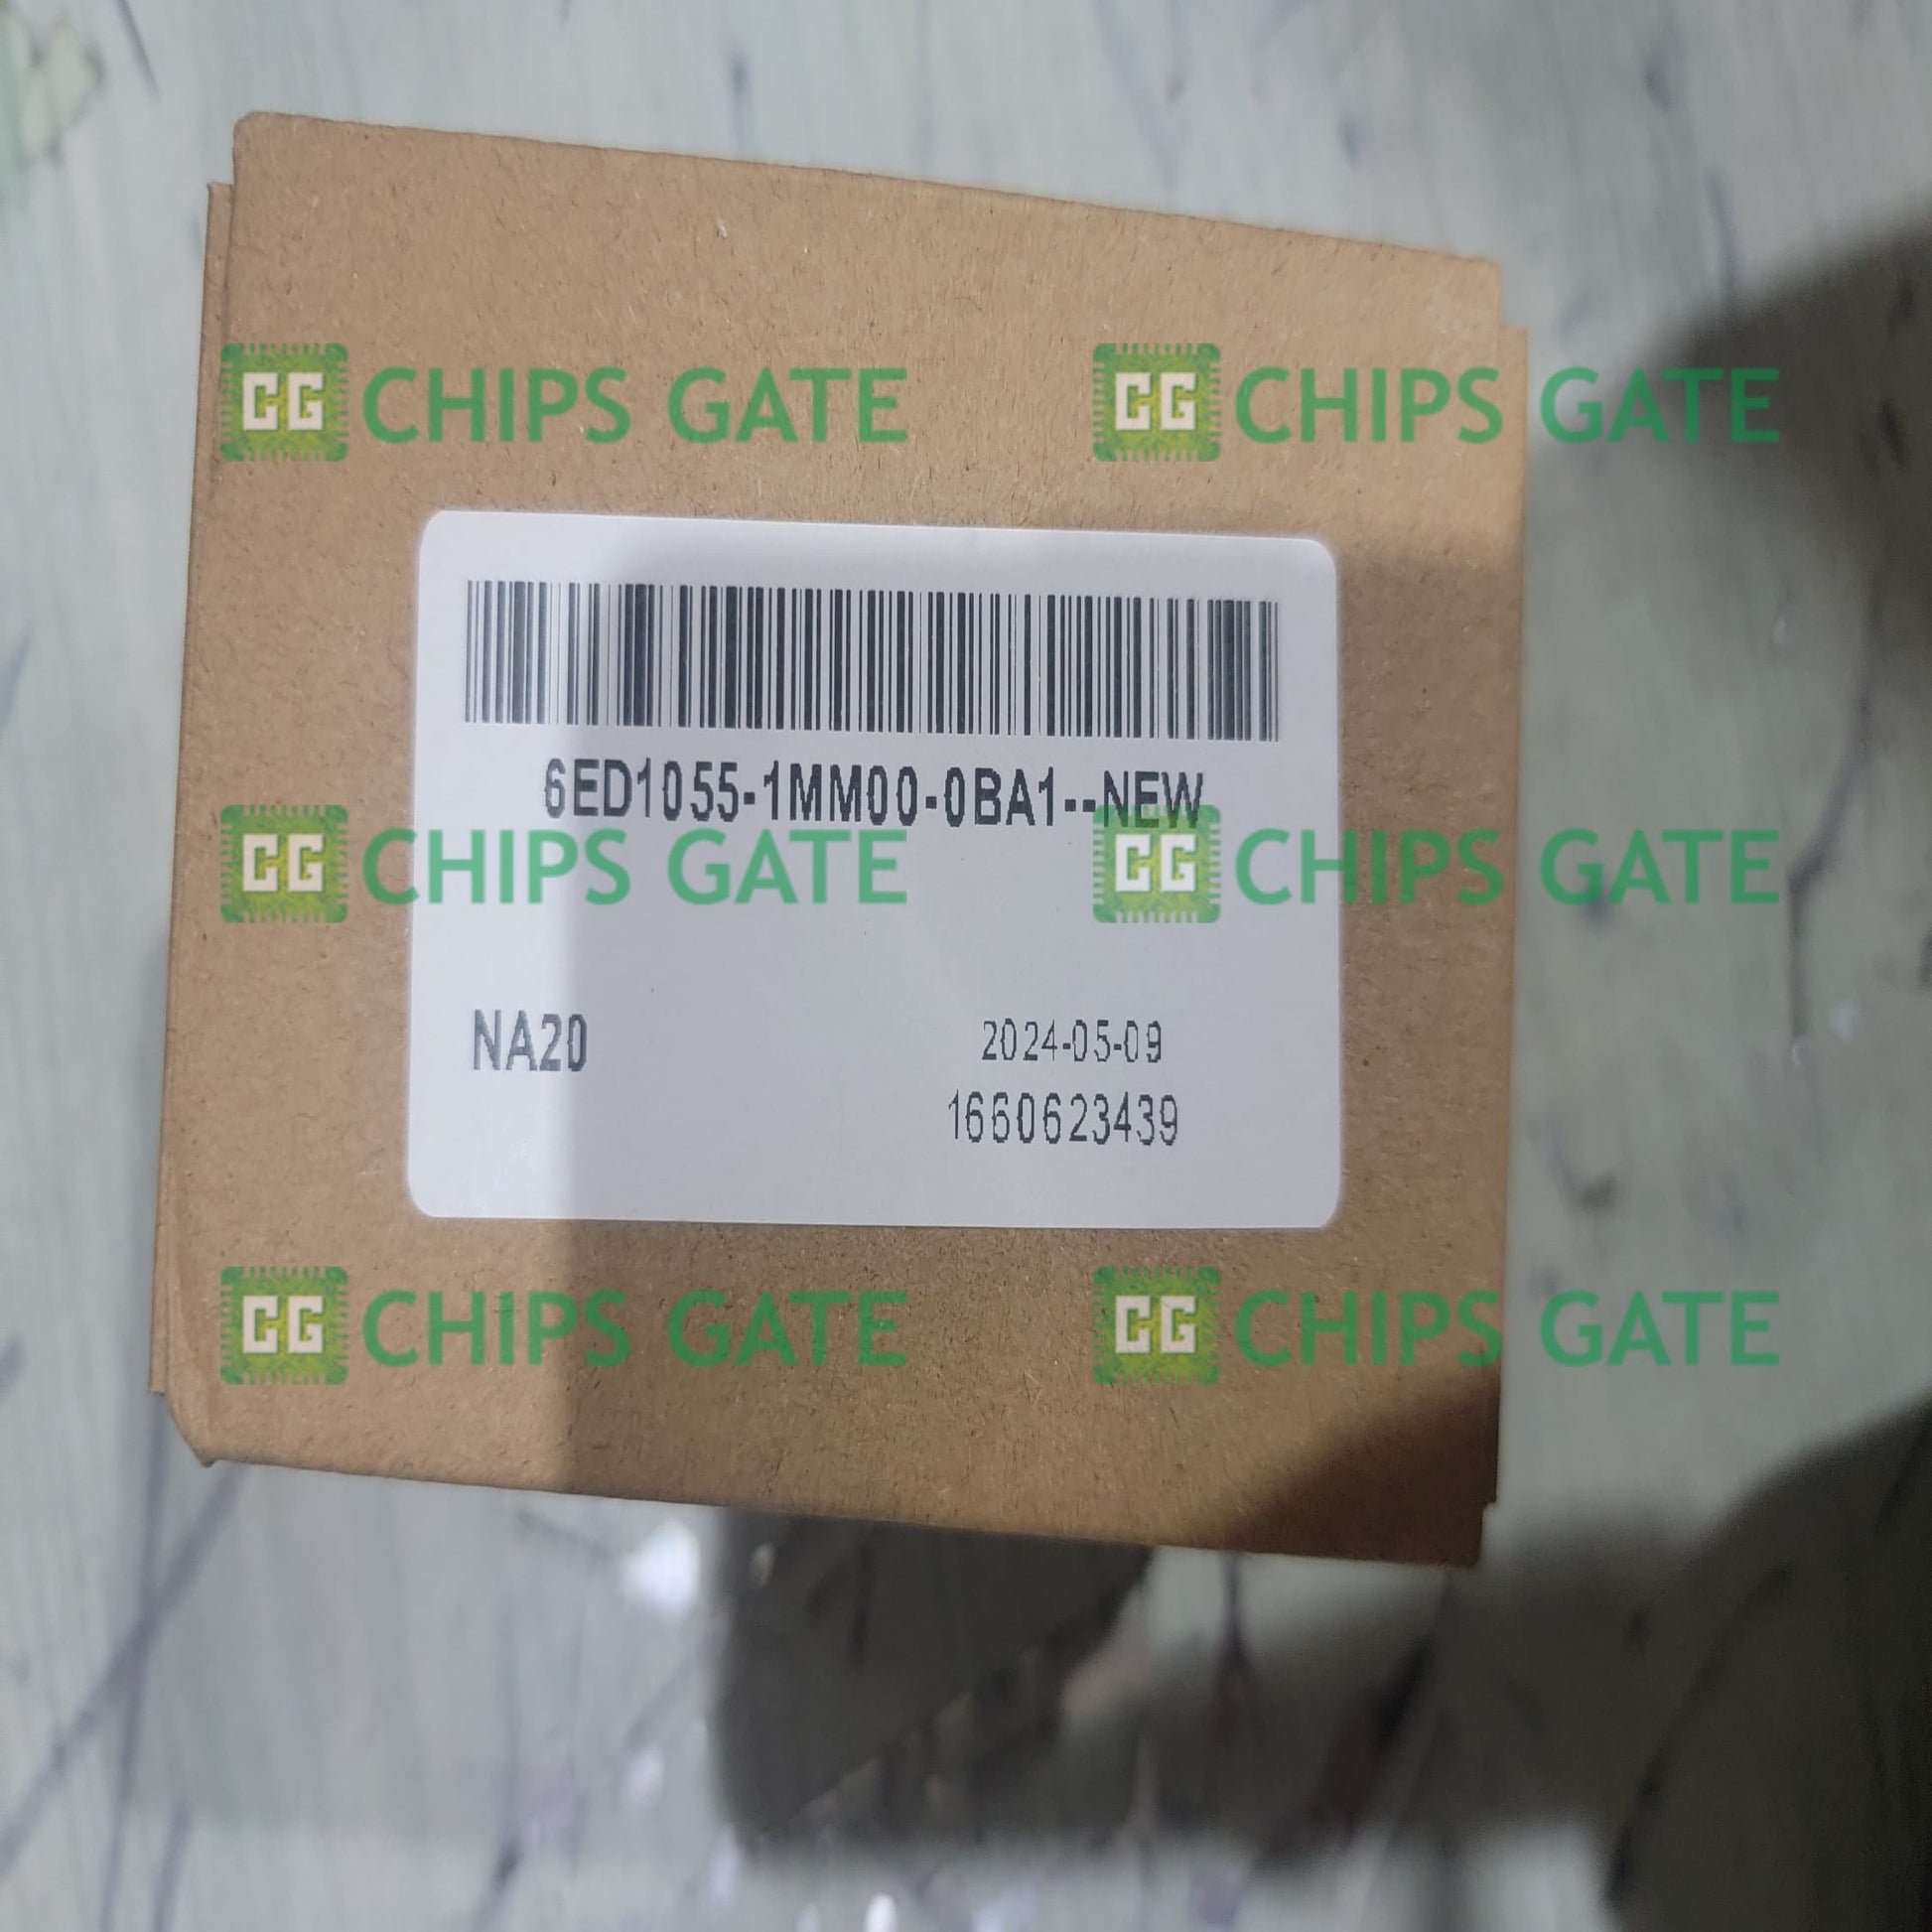 CG CHIPS GATE CG CHIPS GATE
6ED1055-1MM00-0BA1--NEW
CG CHIPS GATE CG CHIPS GATE
NA20 2024-05-09
1660623439
CG CHIPS GATE CG CHIPS GATE